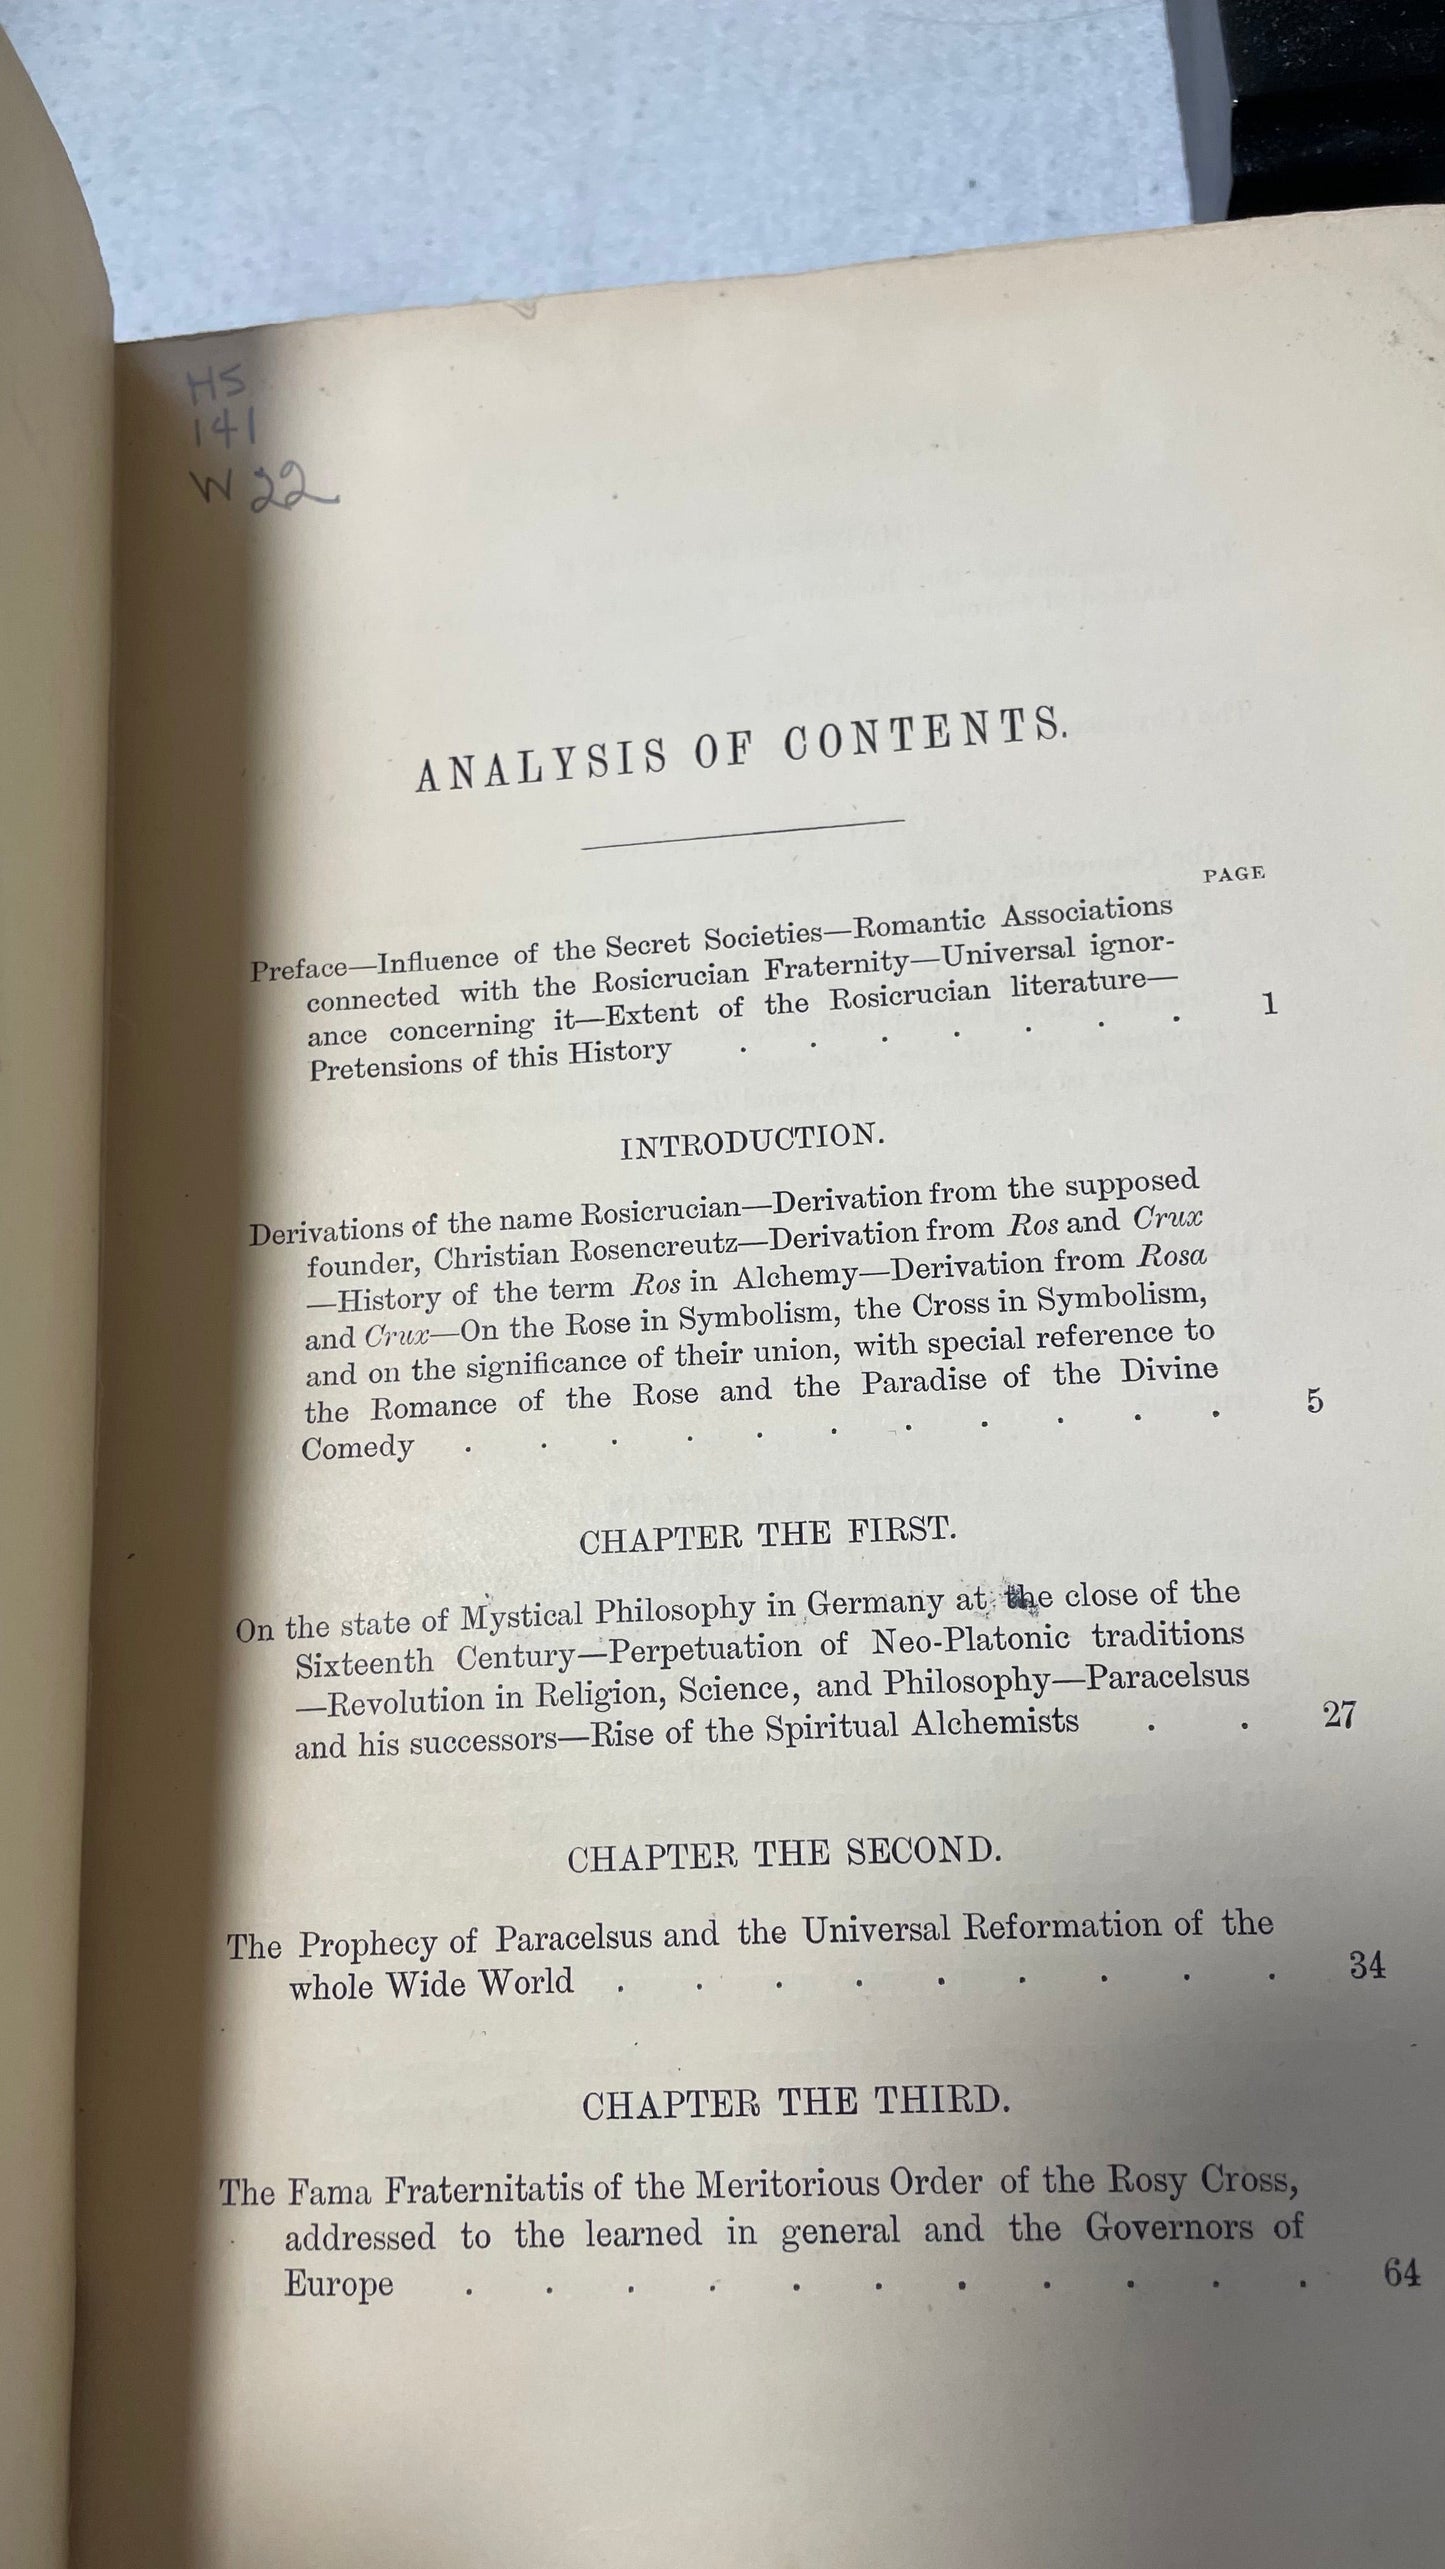 HS
141
W22
ANALYSIS OF CONTENTS.
PAGE
Preface—Influence of the Secret Societies—Romantic Associations
connected with the Rosicrucian Fraternity—Universal ignor-
ance concerning it—Extent of the Rosicrucian literature—
Pretensions of this History . . . . . . . 1
INTRODUCTION.
Derivations of the name Rosicrucian—Derivation from the supposed
founder, Christian Rosencreutz—Derivation from Ros and Crux
—History of the term Ros in Alchemy—Derivation from Rosa
and Crux—On the Rose in Symbolism, the Cross in Symbolism,
and on the significance of their union, with special reference to
the Romance of the Rose and the Paradise of the Divine
Comedy . . . . . . . . . . . 5
CHAPTER THE FIRST.
On the state of Mystical Philosophy in Germany at the close of the
Sixteenth Century—Perpetuation of Neo-Platonic traditions
—Revolution in Religion, Science, and Philosophy—Paracelsus
and his successors—Rise of the Spiritual Alchemists . . 27
CHAPTER THE SECOND.
The Prophecy of Paracelsus and the Universal Reformation of the
whole Wide World . . . . . . . . . 34
CHAPTER THE THIRD.
The Fama Fraternitatis of the Meritorious Order of the Rosy Cross,
addressed to the learned in general and the Governors of
Europe . . . . . . . . . . . 64